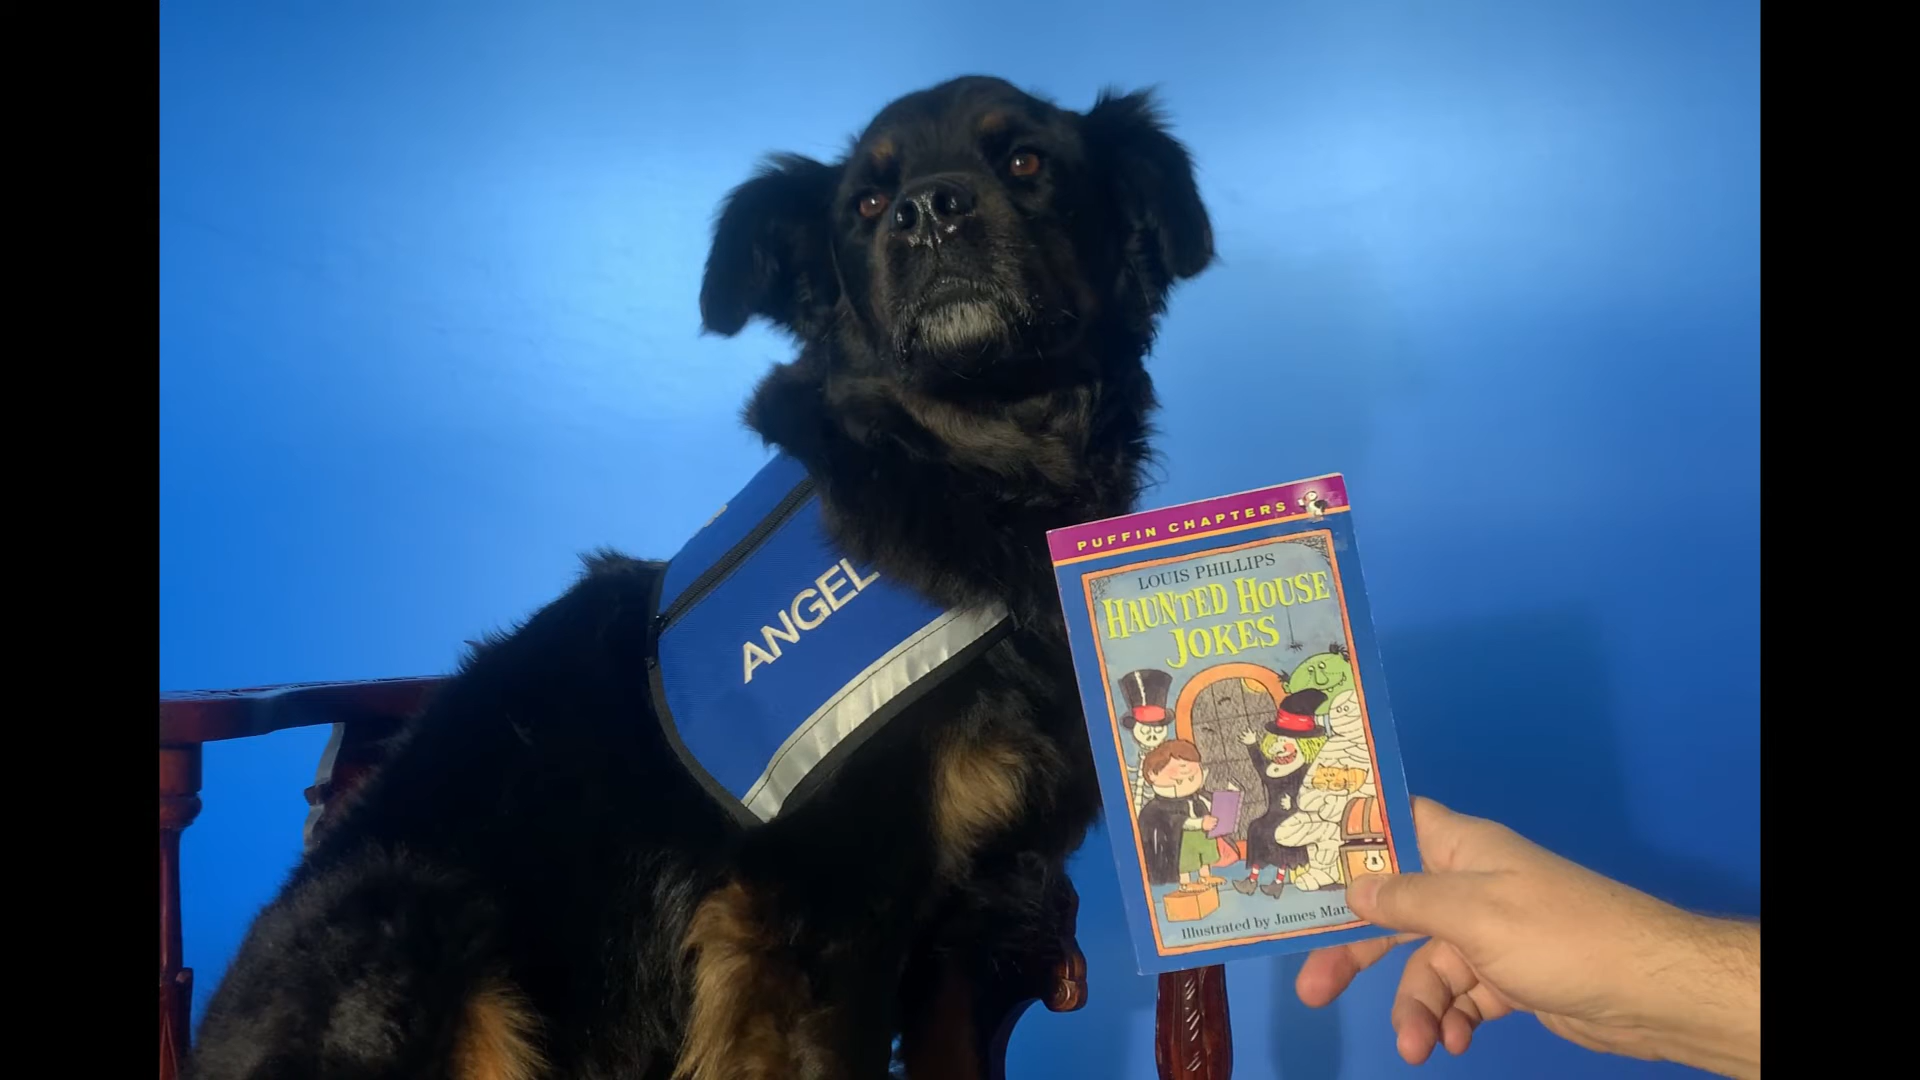 ANGEL
PUFFIN CHAPTERS
LOUIS PHILLIPS
HAUNTED HOUSE
JOKES
Illustrated by James